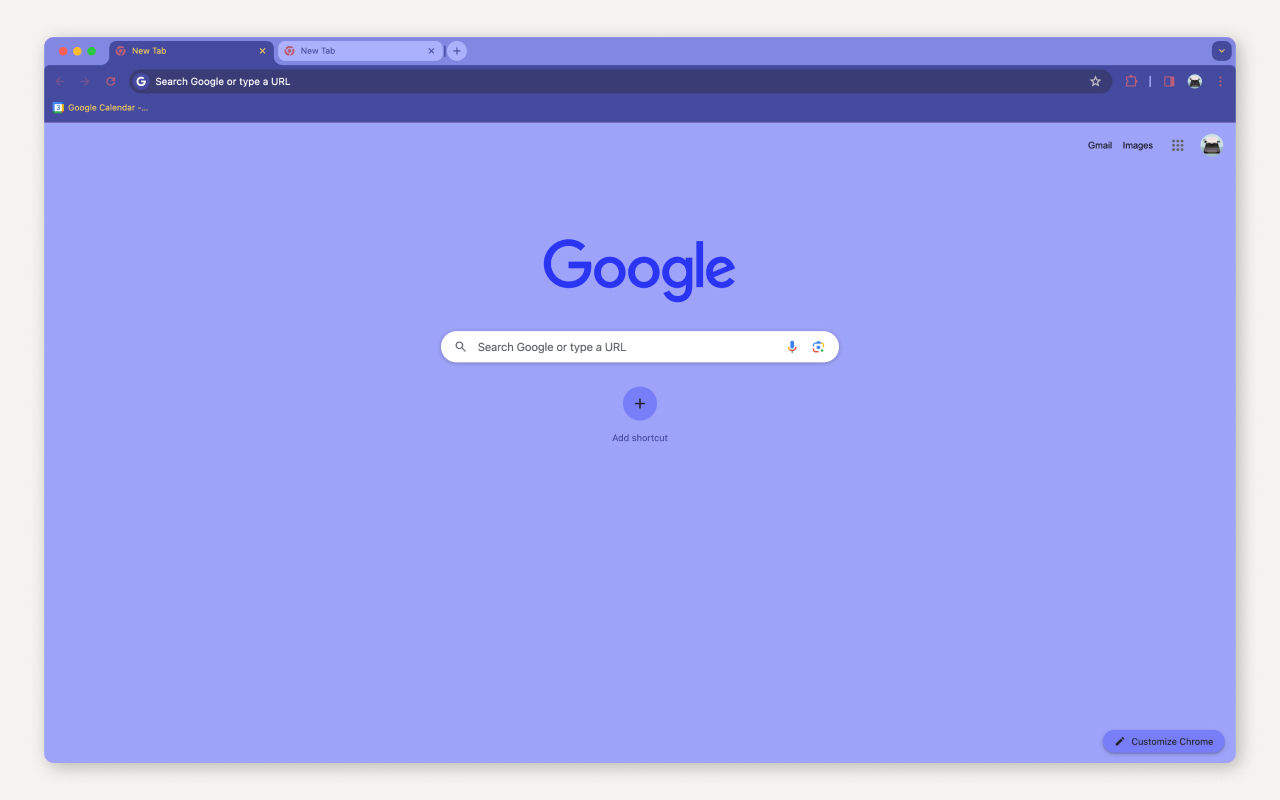 New Tab
New Tab
G Search Google or type a URL
3 Google Calendar -...
Gmail Images
Google
Search Google or type a URL
Add shortcut
Customize Chrome